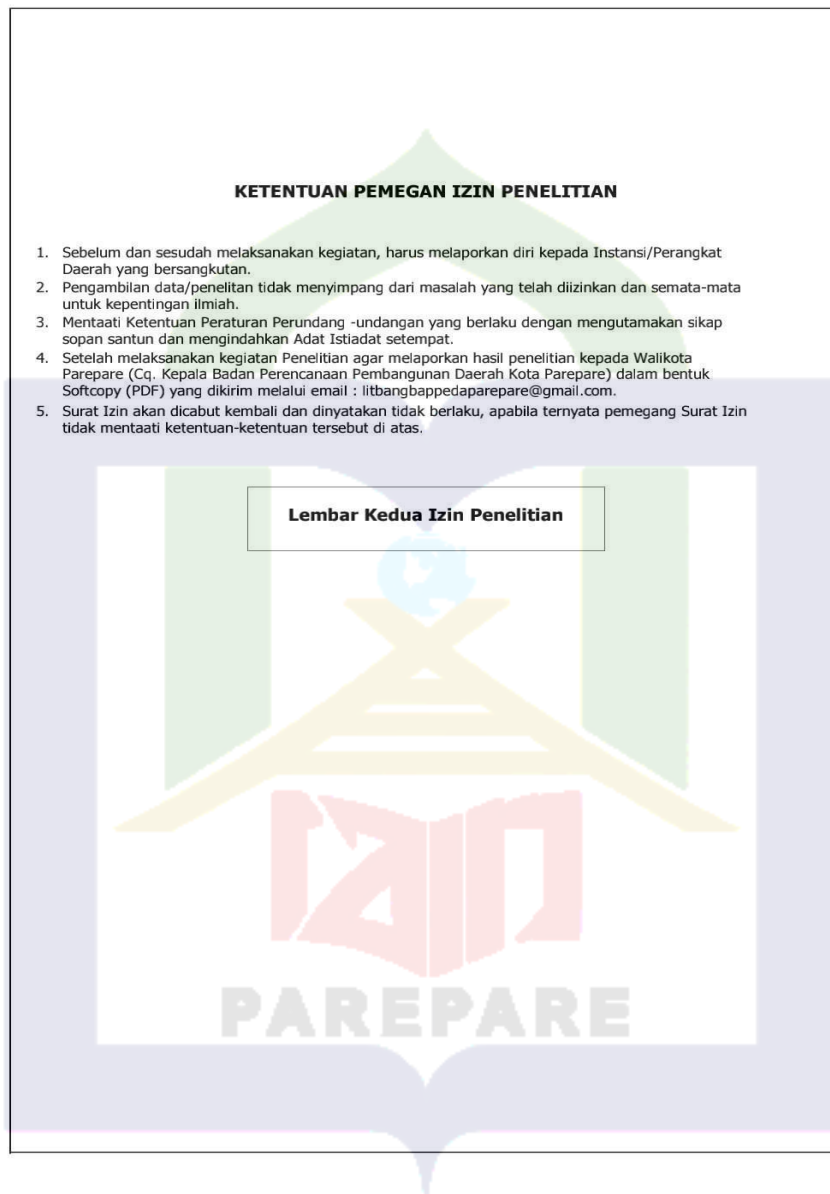 KETENTUAN PEMEGAN IZIN PENELITIAN
1. Sebelum dan sesudah melaksanakan kegiatan, harus melaporkan diri kepada Instansi/Perangkat
Daerah yang bersangkutan.
2. Pengambilan data/penelitan tidak menyimpang dari masalah yang telah diizinkan dan semata-mata
untuk kepentingan ilmiah.
3. Mentaati Ketentuan Peraturan Perundang -undangan yang berlaku dengan mengutamakan sikap
sopan santun dan mengindahkan Adat Istiadat setempat.
4. Setelah melaksanakan kegiatan Penelitian agar melaporkan hasil penelitian kepada Walikota
Parepare (Cq. Kepala Badan Perencanaan Pembangunan Daerah Kota Parepare) dalam bentuk
Softcopy (PDF) yang dikirim melalui email : litbangbappedaparepare@gmail.com.
5. Surat Izin akan dicabut kembali dan dinyatakan tidak berlaku, apabila ternyata pemegang Surat Izin
tidak mentaati ketentuan-ketentuan tersebut di atas.
Lembar Kedua Izin Penelitian
iain
PAREPARE